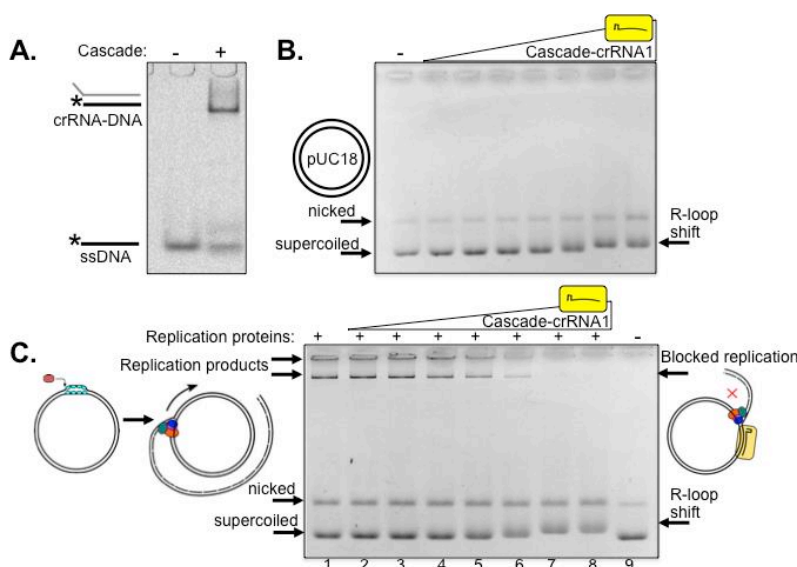 A.
Cascade: - +
*
crRNA-DNA
*
ssDNA
B.
- Cascade-crRNA1
pUC18
nicked
supercoiled
R-loop
shift
C.
Cascade-crRNA1
Replication proteins: + + + + + + + + -
Replication products
Blocked replication
nicked
supercoiled
R-loop
shift
1 2 3 4 5 6 7 8 9